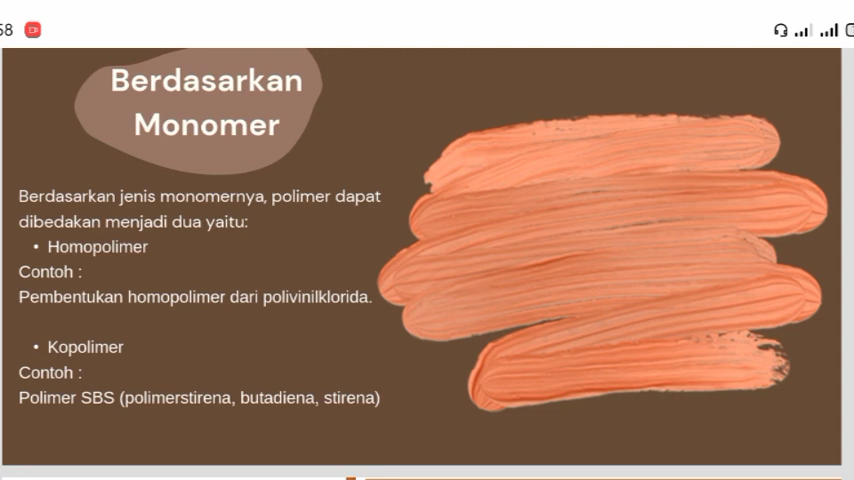 58
Berdasarkan
Monomer
Berdasarkan jenis monomernya, polimer dapat
dibedakan menjadi dua yaitu:
• Homopolimer
Contoh :
Pembentukan homopolimer dari polivinilklorida.
• Kopolimer
Contoh :
Polimer SBS (polimerstirena, butadiena, stirena)